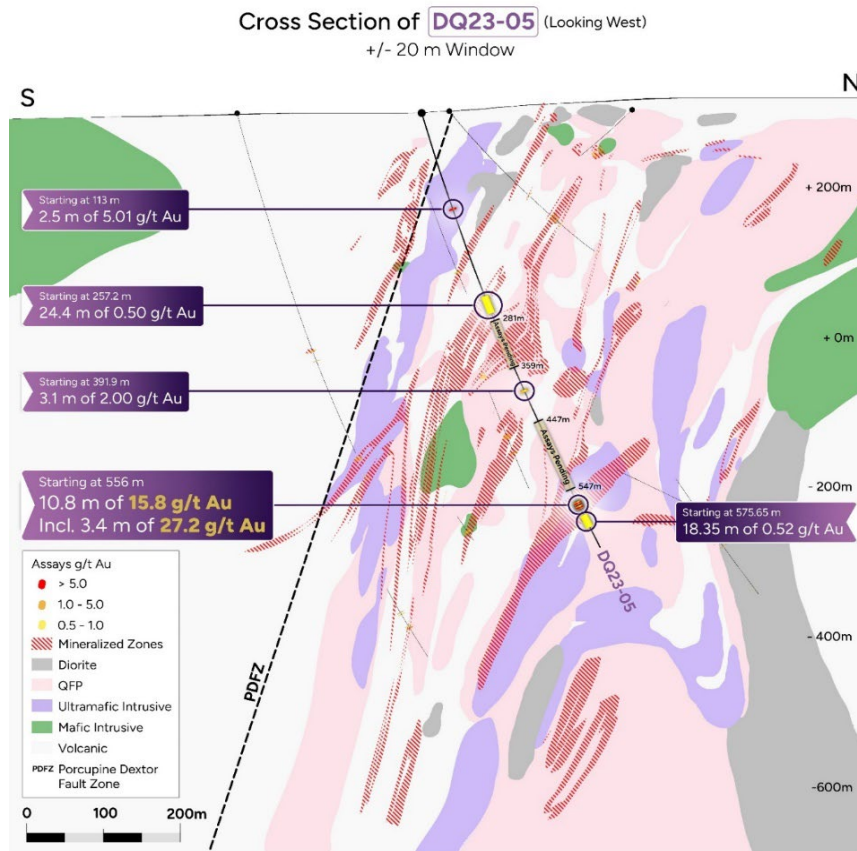 Cross Section of DQ23-05 (Looking West)
+/- 20 m Window
S
N
Starting at 113 m
2.5 m of 5.01 g/t Au
+ 200m
Starting at 257.2 m
24.4 m of 0.50 g/t Au
281m
Assays Pending
+ 0m
359m
Starting at 391.9 m
3.1 m of 2.00 g/t Au
447m
Assays Pending
547m
- 200m
Starting at 556 m
10.8 m of 15.8 g/t Au
Incl. 3.4 m of 27.2 g/t Au
Starting at 575.65 m
18.35 m of 0.52 g/t Au
DQ23-05
Assays g/t Au
> 5.0
1.0 - 5.0
0.5 - 1.0
Mineralized Zones
Diorite
QFP
Ultramafic Intrusive
Mafic Intrusive
Volcanic
PDFZ Porcupine Dextor
Fault Zone
PDFZ
- 400m
-600m
0 100 200m